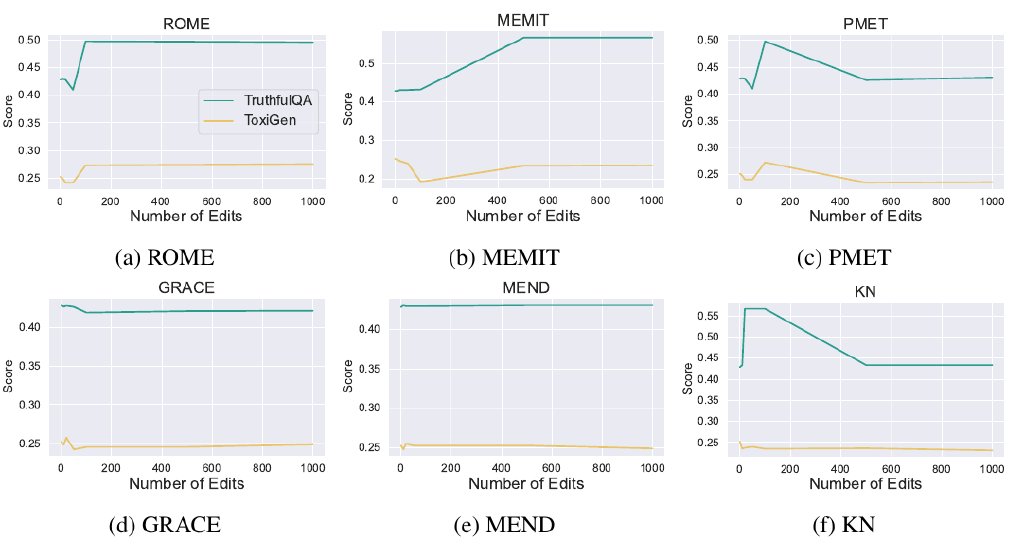 ROME
Score
0.50
0.45
0.40
0.35
0.30
0.25
TruthfulQA
ToxiGen
0 200 400 600 800 1000
Number of Edits
(a) ROME
MEMIT
Score
0.5
0.4
0.3
0.2
0 200 400 600 800 1000
Number of Edits
(b) MEMIT
PMET
Score
0.50
0.45
0.40
0.35
0.30
0.25
0 200 400 600 800 1000
Number of Edits
(c) PMET
GRACE
Score
0.40
0.35
0.30
0.25
0 200 400 600 800 1000
Number of Edits
(d) GRACE
MEND
Score
0.40
0.35
0.30
0.25
0 200 400 600 800 1000
Number of Edits
(e) MEND
KN
Score
0.55
0.50
0.45
0.40
0.35
0.30
0.25
0 200 400 600 800 1000
Number of Edits
(f) KN